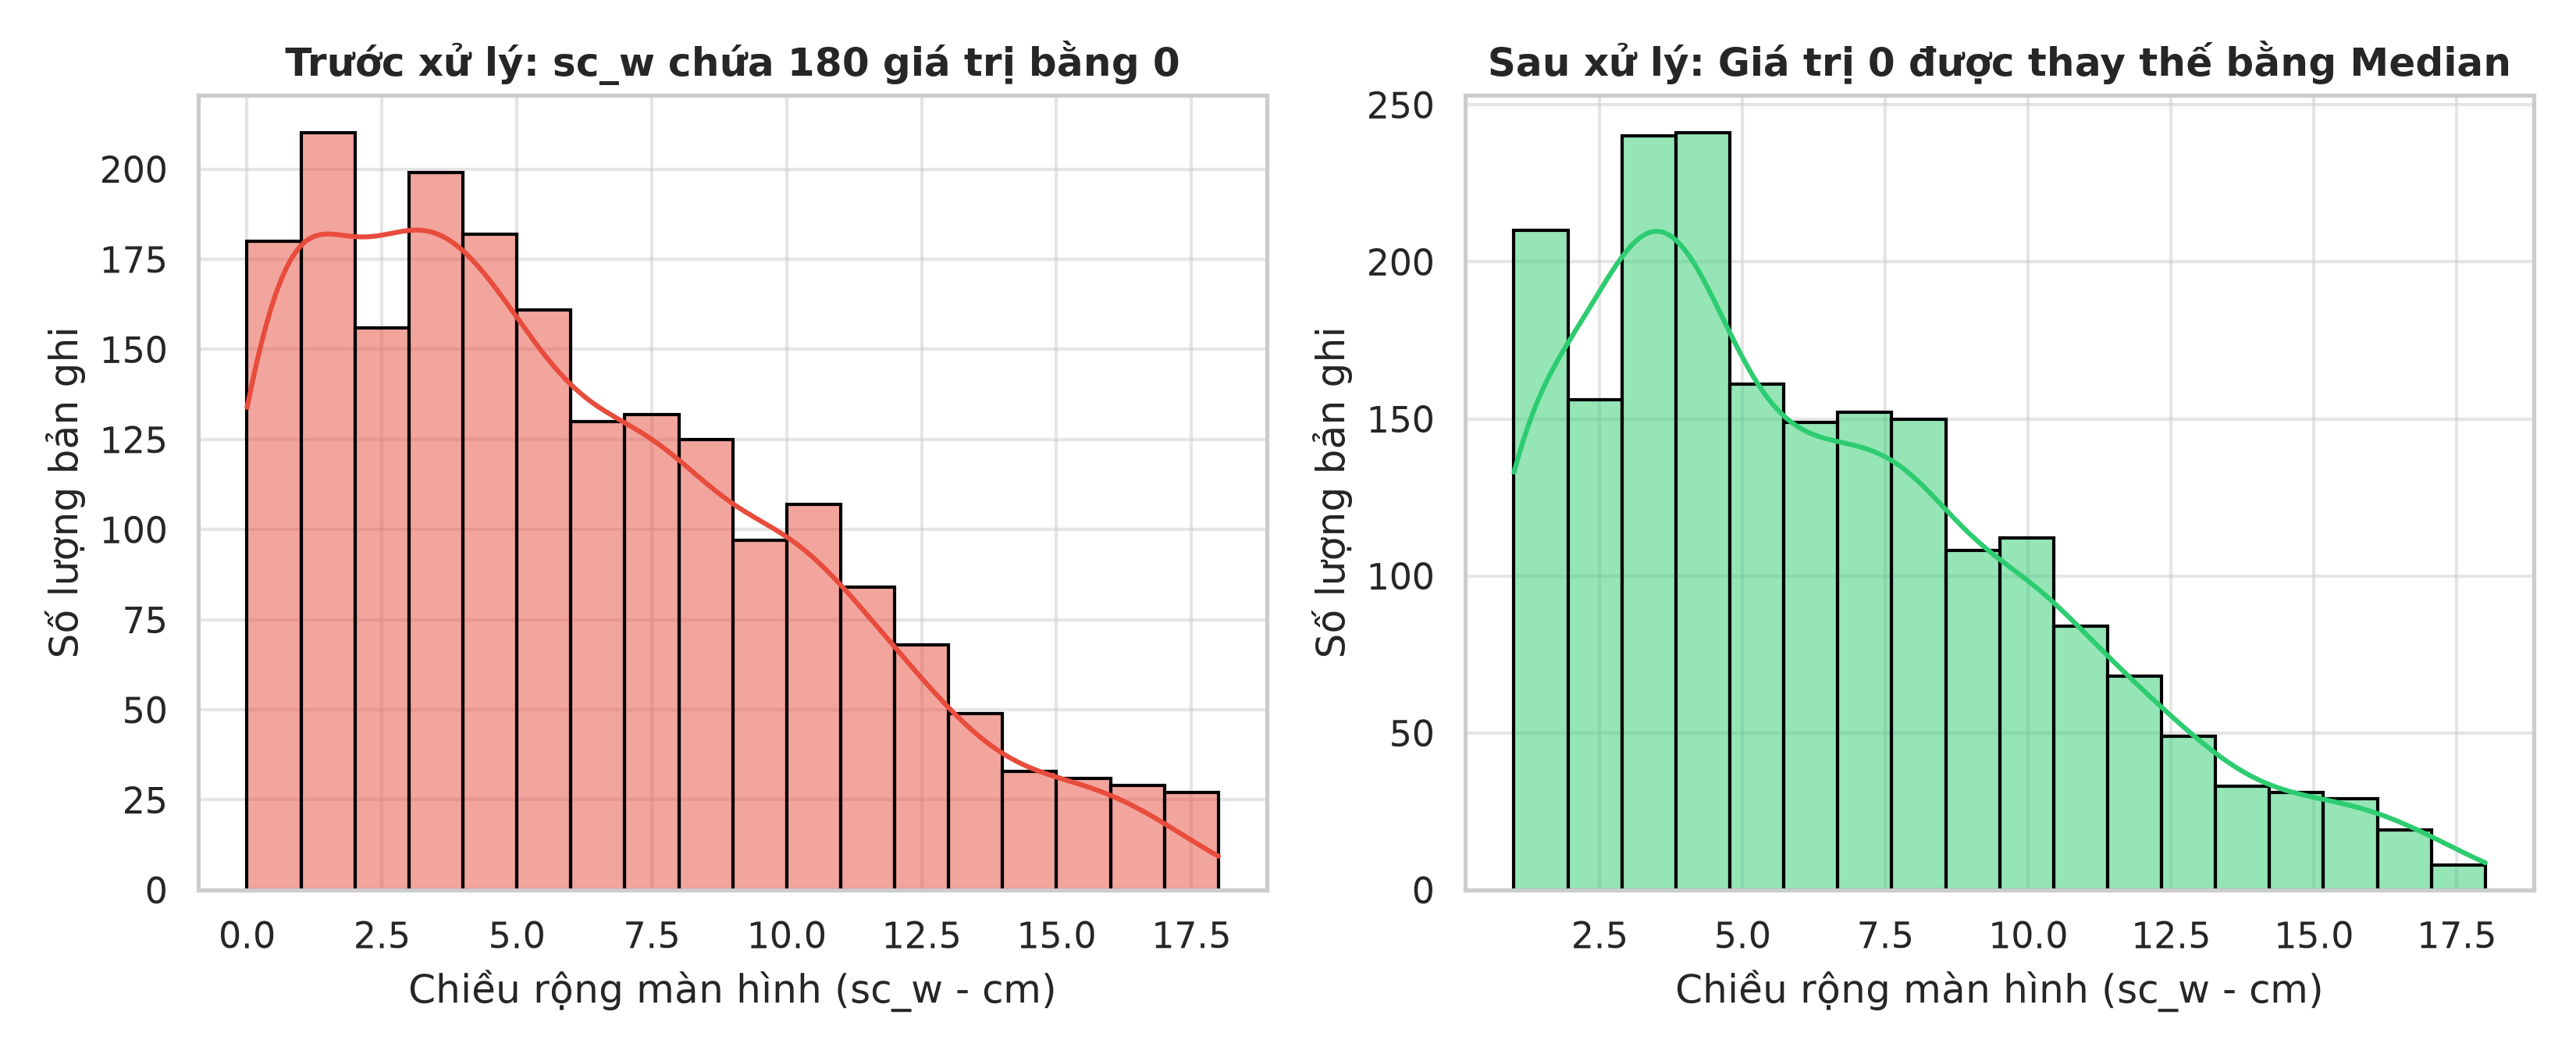 Trước xử lý: sc_w chứa 180 giá trị bằng 0
Số lượng bản ghi
200
175
150
125
100
75
50
25
0
0.0 2.5 5.0 7.5 10.0 12.5 15.0 17.5
Chiều rộng màn hình (sc_w - cm)
Sau xử lý: Giá trị 0 được thay thế bằng Median
Số lượng bản ghi
250
200
150
100
50
0
2.5 5.0 7.5 10.0 12.5 15.0 17.5
Chiều rộng màn hình (sc_w - cm)